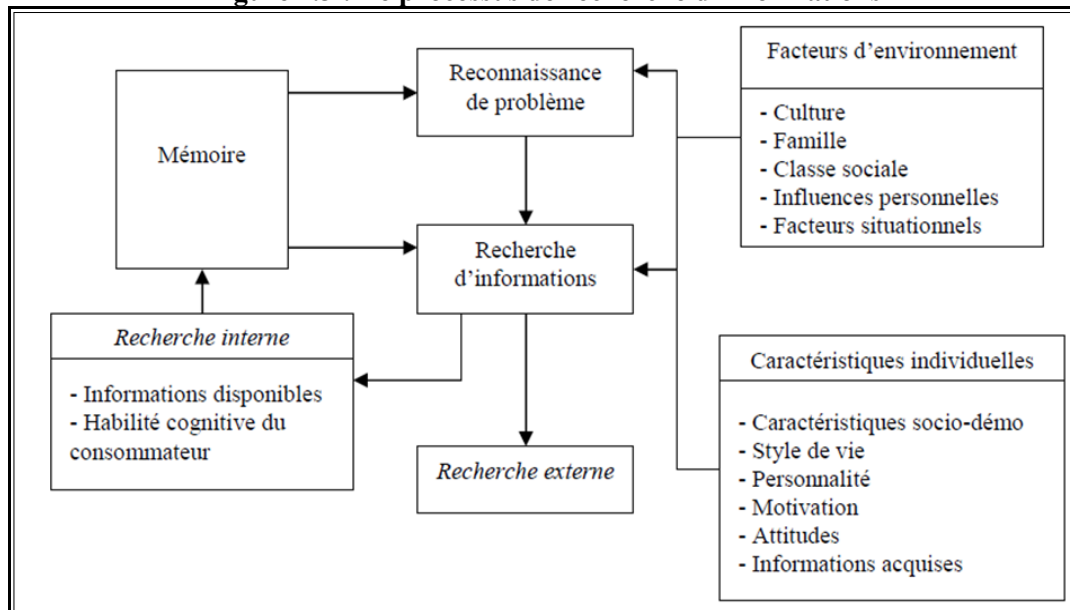 Reconnaissance
de problème
Mémoire
Facteurs d’environnement
- Culture
- Famille
- Classe sociale
- Influences personnelles
- Facteurs situationnels
Recherche
d’informations
Recherche interne
- Informations disponibles
- Habilité cognitive du
consommateur
Recherche externe
Caractéristiques individuelles
- Caractéristiques socio-démo
- Style de vie
- Personnalité
- Motivation
- Attitudes
- Informations acquises